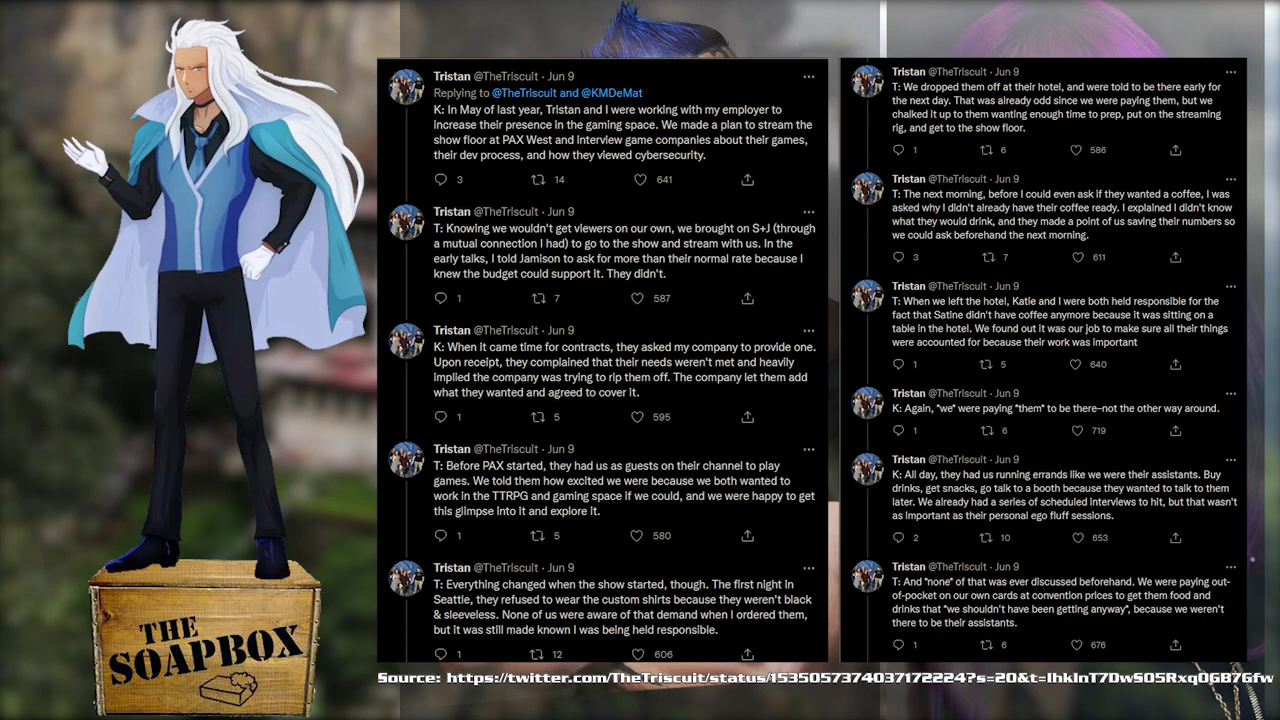 Tristan @TheTriscuit · Jun 9
Replying to @TheTriscuit and @KMDeMat
K: In May of last year, Tristan and I were working with my employer to
increase their presence in the gaming space. We made a plan to stream the
show floor at PAX West and interview game companies about their games,
their dev process, and how they viewed cybersecurity.
3 14 641
Tristan @TheTriscuit · Jun 9
T: Knowing we wouldn't get viewers on our own, we brought on S+J (through
a mutual connection I had) to go to the show and stream with us. In the
early talks, I told Jamison to ask for more than their normal rate because I
knew the budget could support it. They didn't.
1 7 587
Tristan @TheTriscuit · Jun 9
K: When it came time for contracts, they asked my company to provide one.
Upon receipt, they complained that their needs weren't met and heavily
implied the company was trying to rip them off. The company let them add
what they wanted and agreed to cover it.
1 5 595
Tristan @TheTriscuit · Jun 9
T: Before PAX started, they had us as guests on their channel to play
games. We told them how excited we were because we both wanted to
work in the TTRPG and gaming space if we could, and we were happy to get
this glimpse into it and explore it.
1 5 580
Tristan @TheTriscuit · Jun 9
T: Everything changed when the show started, though. The first night in
Seattle, they refused to wear the custom shirts because they weren't black
& sleeveless. None of us were aware of that demand when I ordered them,
but it was still made known I was being held responsible.
1 12 606
Tristan @TheTriscuit · Jun 9
T: We dropped them off at their hotel, and were told to be there early for
the next day. That was already odd since we were paying them, but we
chalked it up to them wanting enough time to prep, put on the streaming
rig, and get to the show floor.
1 6 586
Tristan @TheTriscuit · Jun 9
T: The next morning, before I could even ask if they wanted a coffee, I was
asked why I didn't already have their coffee ready. I explained I didn't know
what they would drink, and they made a point of us saving their numbers so
we could ask beforehand the next morning.
3 7 611
Tristan @TheTriscuit · Jun 9
T: When we left the hotel, Katie and I were both held responsible for the
fact that Satine didn't have coffee anymore because it was sitting on a
table in the hotel. We found out it was our job to make sure all their things
were accounted for because their work was important
1 5 640
Tristan @TheTriscuit · Jun 9
K: Again, *we* were paying *them* to be there–not the other way around.
1 6 719
Tristan @TheTriscuit · Jun 9
K: All day, they had us running errands like we were their assistants. Buy
drinks, get snacks, go talk to a booth because they wanted to talk to them
later. We already had a series of scheduled interviews to hit, but that wasn't
as important as their personal ego fluff sessions.
2 10 653
Tristan @TheTriscuit · Jun 9
T: And *none* of that was ever discussed beforehand. We were paying out-
of-pocket on our own cards at convention prices to get them food and
drinks that *we shouldn't have been getting anyway*, because we weren't
there to be their assistants.
1 6 676
THE
SOAPBOX
Source: https://twitter.com/TheTriscuit/status/1535057374037172224?s=20&t=IhkInT7DwS05Rxq0GB7Gfw